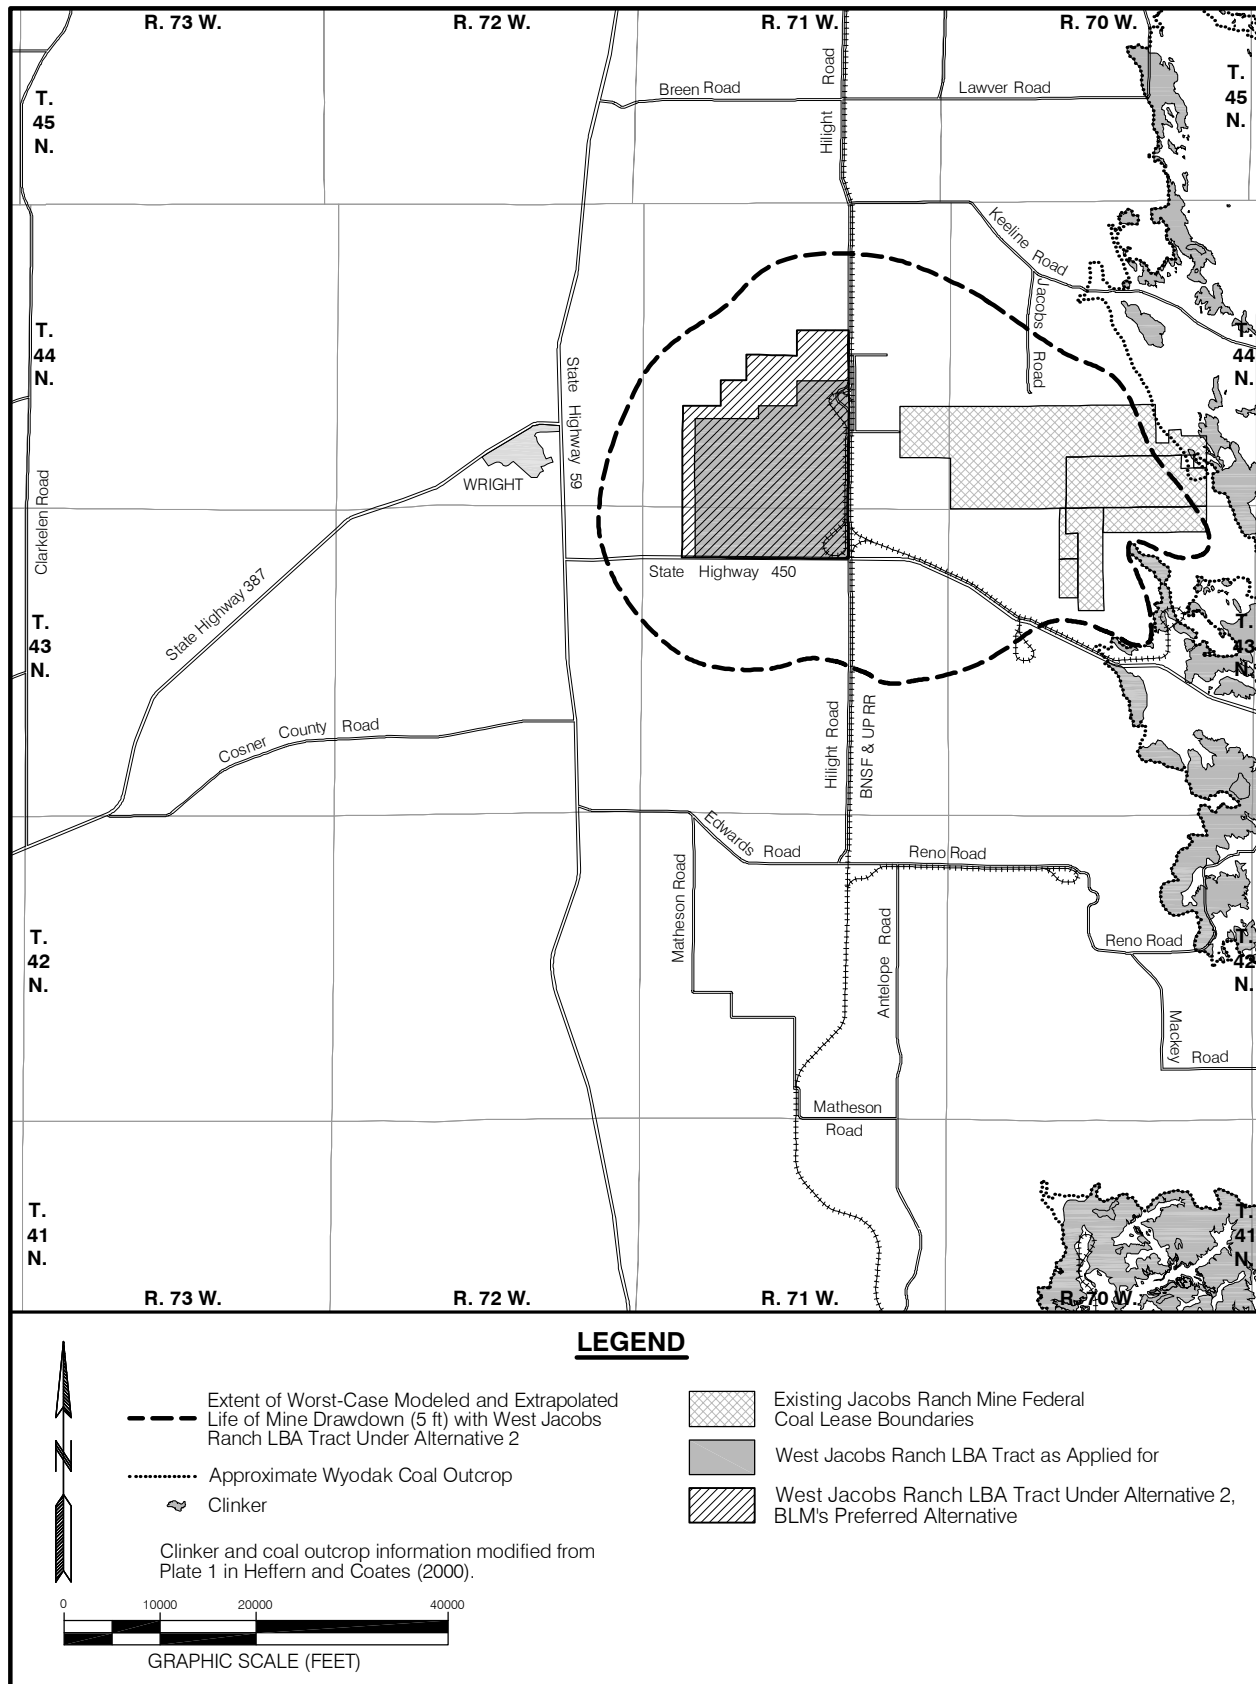 R. 73 W.
R. 72 W.
R. 71 W.
R. 70 W.
T.
45
N.
T.
45
N.
Breen Road
Hilight Road
Lawver Road
Keeline Road
Jacobs Road
T.
44
N.
T.
44
N.
State Highway 59
WRIGHT
Clarkelen Road
State Highway 387
State Highway 450
T.
43
N.
T.
43
N.
Cosner County Road
Hilight Road
BNSF & UP RR
Edwards Road
Reno Road
Matheson Road
Antelope Road
Reno Road
T.
42
N.
T.
42
N.
Mackey Road
Matheson
Road
T.
41
N.
T.
41
N.
R. 73 W.
R. 72 W.
R. 71 W.
R. 70 W.
LEGEND
N
Extent of Worst-Case Modeled and Extrapolated
Life of Mine Drawdown (5 ft) with West Jacobs
Ranch LBA Tract Under Alternative 2
Approximate Wyodak Coal Outcrop
Clinker
Clinker and coal outcrop information modified from
Plate 1 in Heffern and Coates (2000).
Existing Jacobs Ranch Mine Federal
Coal Lease Boundaries
West Jacobs Ranch LBA Tract as Applied for
West Jacobs Ranch LBA Tract Under Alternative 2,
BLM's Preferred Alternative
0 10000 20000 40000
GRAPHIC SCALE (FEET)